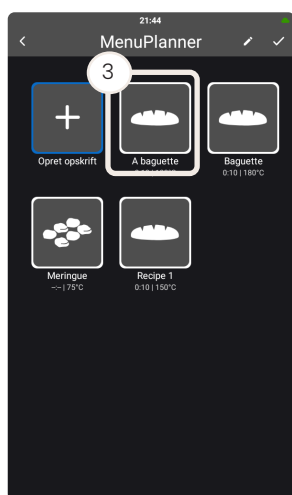 21:44
MenuPlanner
3
Opret opskrift
A baguette
Baguette
0:10 | 180°C
Meringue
-:- | 75°C
Recipe 1
0:10 | 150°C